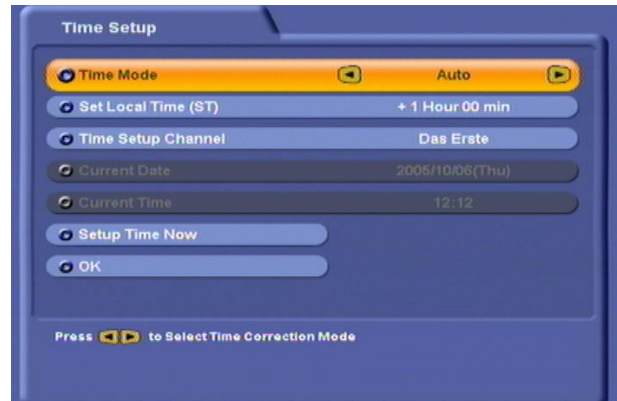 Time Setup
Time Mode Auto
Set Local Time (ST) + 1 Hour 00 min
Time Setup Channel Das Erste
Current Date 2005/10/06(Thu)
Current Time 12:12
Setup Time Now
OK
Press to Select Time Correction Mode